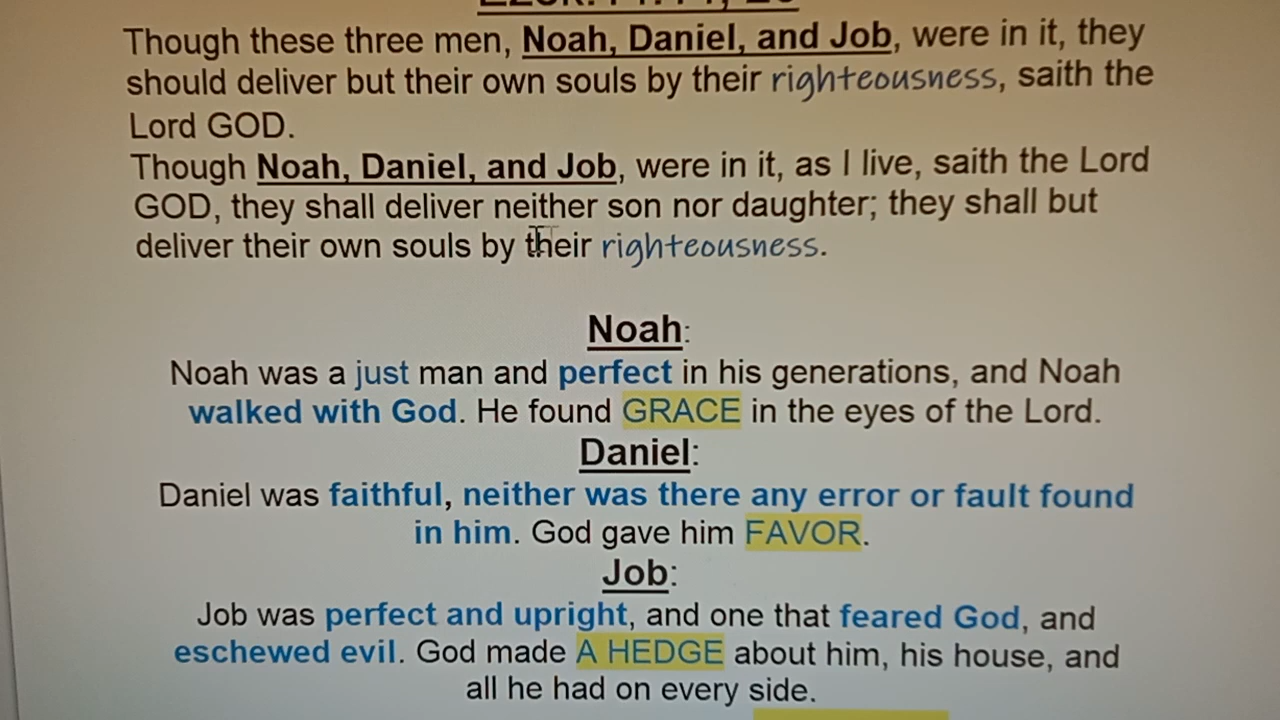 Though these three men, Noah, Daniel, and Job, were in it, they
should deliver but their own souls by their righteousness, saith the
Lord GOD.
Though Noah, Daniel, and Job, were in it, as I live, saith the Lord
GOD, they shall deliver neither son nor daughter; they shall but
deliver their own souls by their righteousness.
Noah:
Noah was a just man and perfect in his generations, and Noah
walked with God. He found GRACE in the eyes of the Lord.
Daniel:
Daniel was faithful, neither was there any error or fault found
in him. God gave him FAVOR.
Job:
Job was perfect and upright, and one that feared God, and
eschewed evil. God made A HEDGE about him, his house, and
all he had on every side.